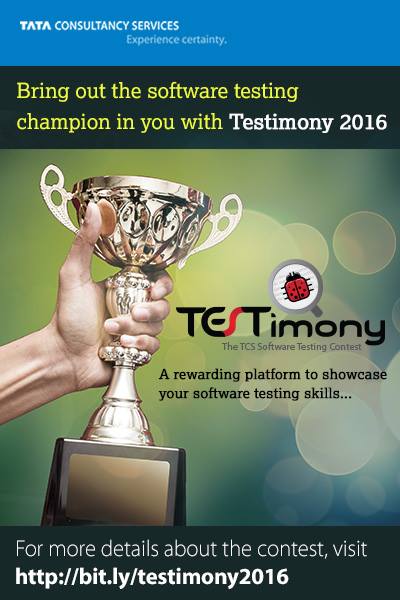 TATA CONSULTANCY SERVICES
Experience certainty.
Bring out the software testing
champion in you with Testimony 2016
TESTimony
The TCS Software Testing Contest
A rewarding platform to showcase
your software testing skills...
For more details about the contest, visit
http://bit.ly/testimony2016